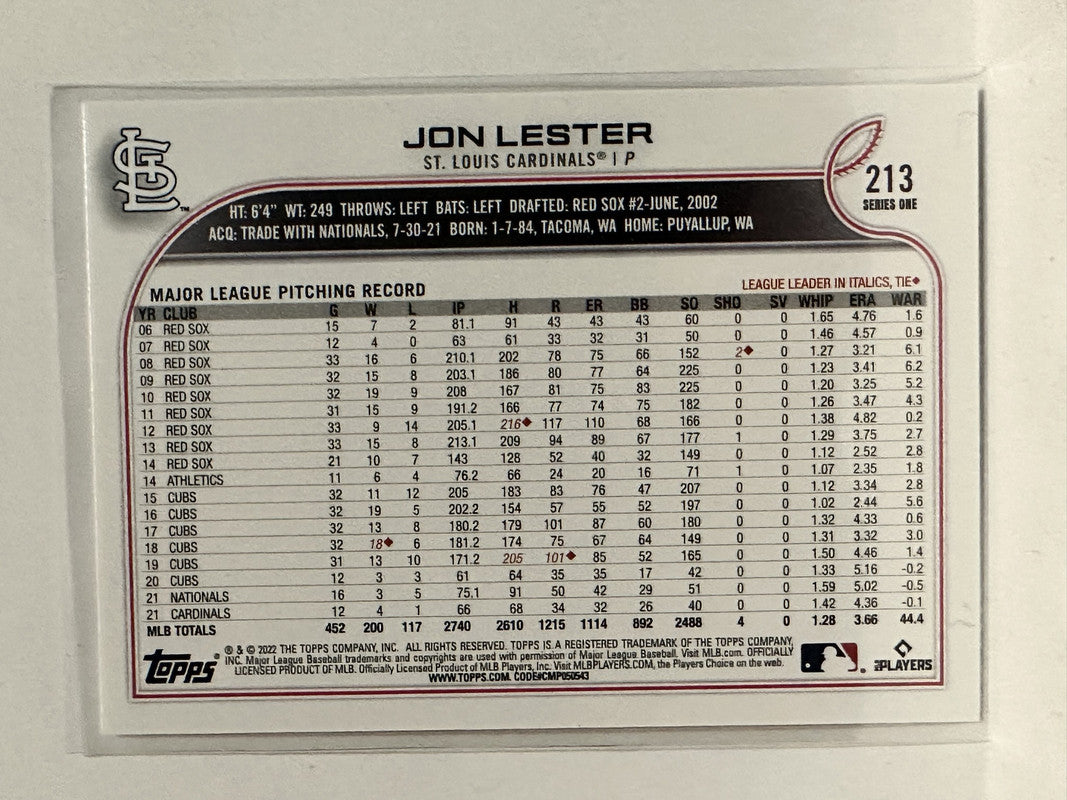 JON LESTER
ST. LOUIS CARDINALS® | P
213
SERIES ONE
HT: 6'4" WT: 249 THROWS: LEFT BATS: LEFT DRAFTED: RED SOX #2-JUNE, 2002
ACQ: TRADE WITH NATIONALS, 7-30-21 BORN: 1-7-84, TACOMA, WA HOME: PUYALLUP, WA
MAJOR LEAGUE PITCHING RECORD
LEAGUE LEADER IN ITALICS, TIE◆
YR CLUB G W L IP H R ER BB SO SHO SV WHIP ERA WAR
06 RED SOX 15 7 2 81.1 91 43 43 43 60 0 0 1.65 4.76 1.6
07 RED SOX 12 4 0 63 61 33 32 31 50 0 0 1.46 4.57 0.9
08 RED SOX 33 16 6 210.1 202 78 75 66 152 2◆ 0 1.27 3.21 6.1
09 RED SOX 32 15 8 203.1 186 80 77 64 225 0 0 1.23 3.41 6.2
10 RED SOX 32 19 9 208 167 81 75 83 225 0 0 1.20 3.25 5.2
11 RED SOX 31 15 9 191.2 166 77 74 75 182 0 0 1.26 3.47 4.3
12 RED SOX 33 9 14 205.1 216◆ 117 110 68 166 0 0 1.38 4.82 0.2
13 RED SOX 33 15 8 213.1 209 94 89 67 177 1 0 1.29 3.75 2.7
14 RED SOX 21 10 7 143 128 52 40 32 149 0 0 1.12 2.52 2.8
14 ATHLETICS 11 6 4 76.2 66 24 20 16 71 1 0 1.07 2.35 1.8
15 CUBS 32 11 12 205 183 83 76 47 207 0 0 1.12 3.34 2.8
16 CUBS 32 19 5 202.2 154 57 55 52 197 0 0 1.02 2.44 5.6
17 CUBS 32 13 8 180.2 179 101 87 60 180 0 0 1.32 4.33 0.6
18 CUBS 32 18◆ 6 181.2 174 75 67 64 149 0 0 1.31 3.32 3.0
19 CUBS 31 13 10 171.2 205 101◆ 85 52 165 0 0 1.50 4.46 1.4
20 CUBS 12 3 3 61 64 35 35 17 42 0 0 1.33 5.16 -0.2
21 NATIONALS 16 3 5 75.1 91 50 42 29 51 0 0 1.59 5.02 -0.5
21 CARDINALS 12 4 1 66 68 34 32 26 40 0 0 1.42 4.36 -0.1
MLB TOTALS 452 200 117 2740 2610 1215 1114 892 2488 4 0 1.28 3.66 44.4
Topps®
® & © 2022 THE TOPPS COMPANY, INC. ALL RIGHTS RESERVED. TOPPS IS A REGISTERED TRADEMARK OF THE TOPPS COMPANY,
INC. Major League Baseball trademarks and copyrights are used with permission of Major League Baseball. Visit MLB.com. OFFICIALLY
LICENSED PRODUCT OF MLB. Officially Licensed Product of MLB Players, Inc. Visit MLBPLAYERS.COM, the Players Choice on the web.
WWW.TOPPS.COM. CODE#CMP050543
PLAYERS